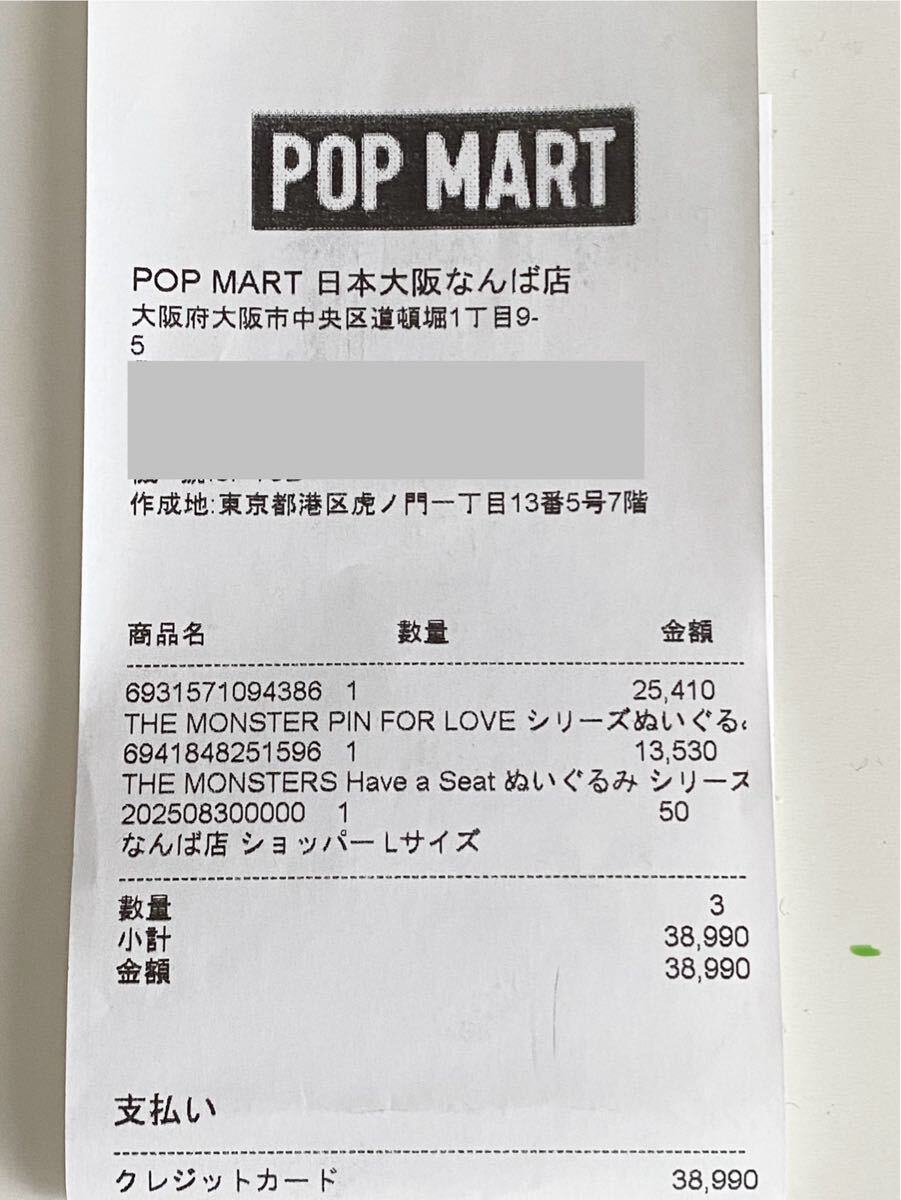 POP MART
POP MART 日本大阪なんば店
大阪府大阪市中央区道頓堀1丁目9-
5
作成地:東京都港区虎ノ門一丁目13番5号7階
商品名 數量 金額
6931571094386 1 25,410
THE MONSTER PIN FOR LOVE シリーズぬいぐる
6941848251596 1 13,530
THE MONSTERS Have a Seat ぬいぐるみ シリーズ
202508300000 1 50
なんば店 ショッパー Lサイズ
數量 3
小計 38,990
金額 38,990
支払い
クレジットカード 38,990